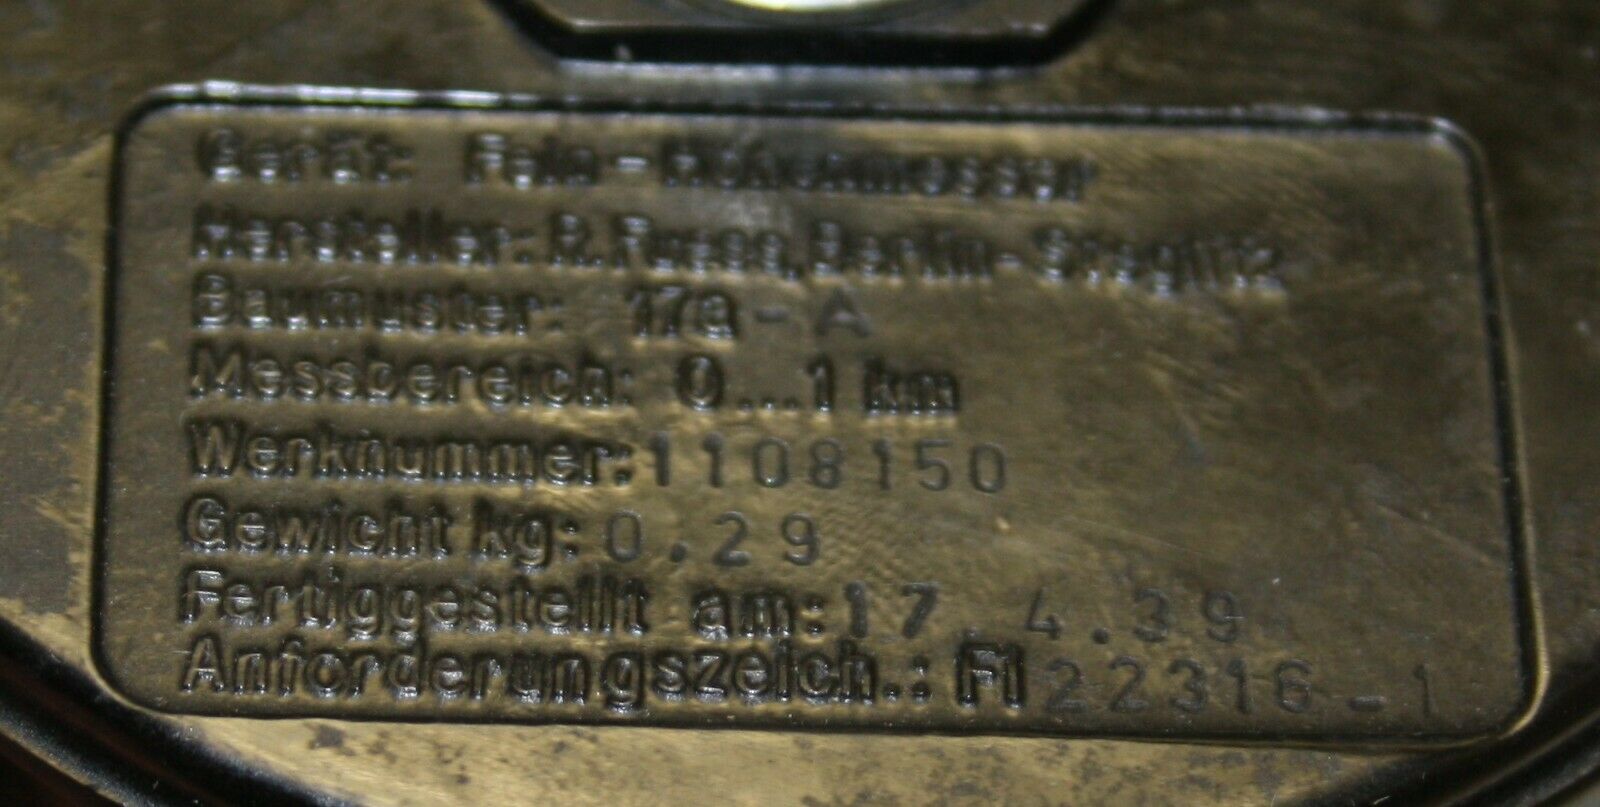 Gerät: Fein-Höhenmesser
Hersteller: R.Fuess, Berlin-Steglitz
Baumuster: 17a-A
Messbereich: 0...1 km
Werknummer: 1108150
Gewicht kg: 0.29
Fertiggestellt am: 17.4.39
Anforderungszeich.: Fl 22316-1